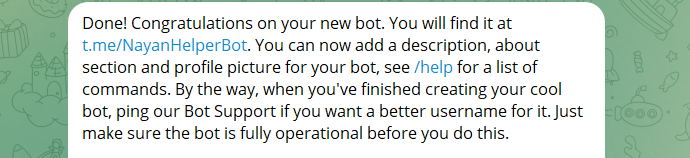 Done! Congratulations on your new bot. You will find it at
t.me/NayanHelperBot. You can now add a description, about
section and profile picture for your bot, see /help for a list of
commands. By the way, when you've finished creating your cool
bot, ping our Bot Support if you want a better username for it. Just
make sure the bot is fully operational before you do this.